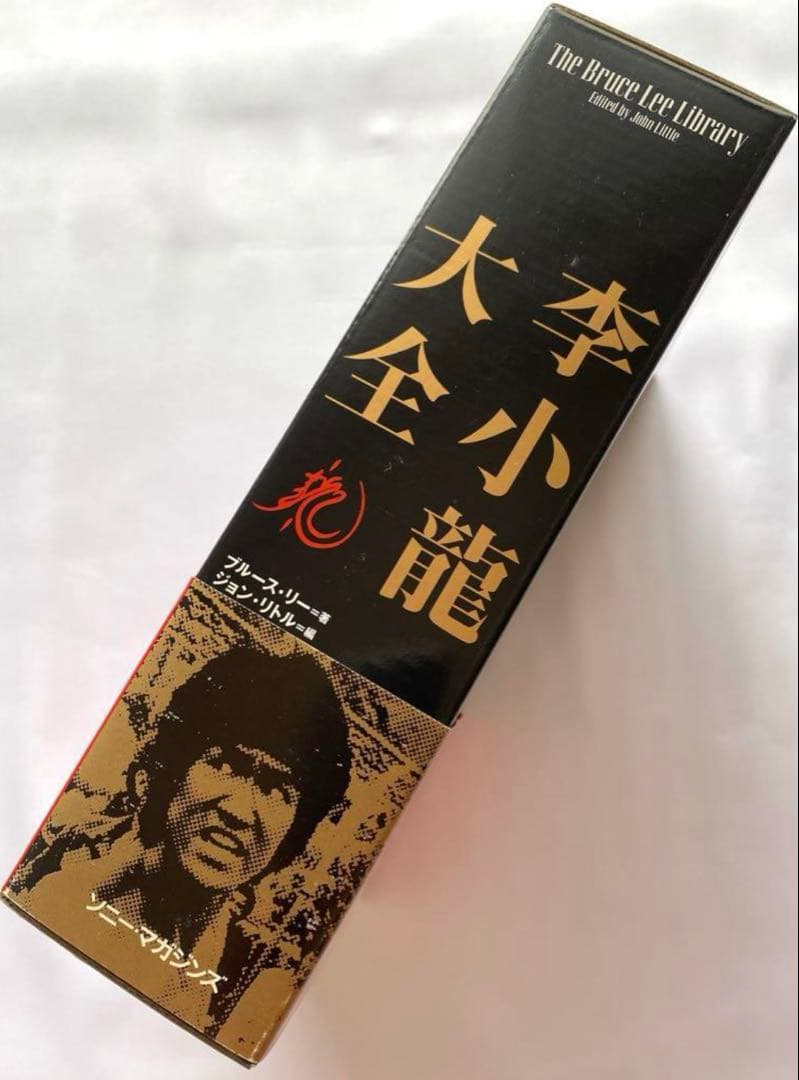 The Bruce Lee Library
Edited by John Little
李小龍
大全
ブルース・リー=著
ジョン・リトル=編
ソニー・マガジンズ